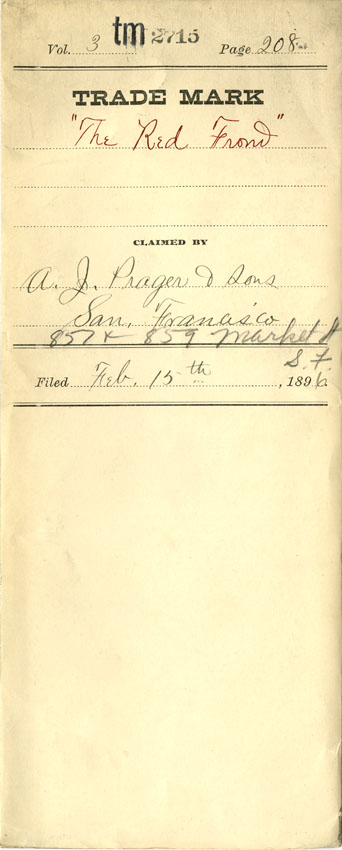 tm 2715
Vol. 3 Page 208
TRADE MARK
"The Red Frond"
CLAIMED BY
A. J. Prager & Sons
San, Francisco
857 & 859 Market St
S. F.
Filed Feb. 15th, 1896